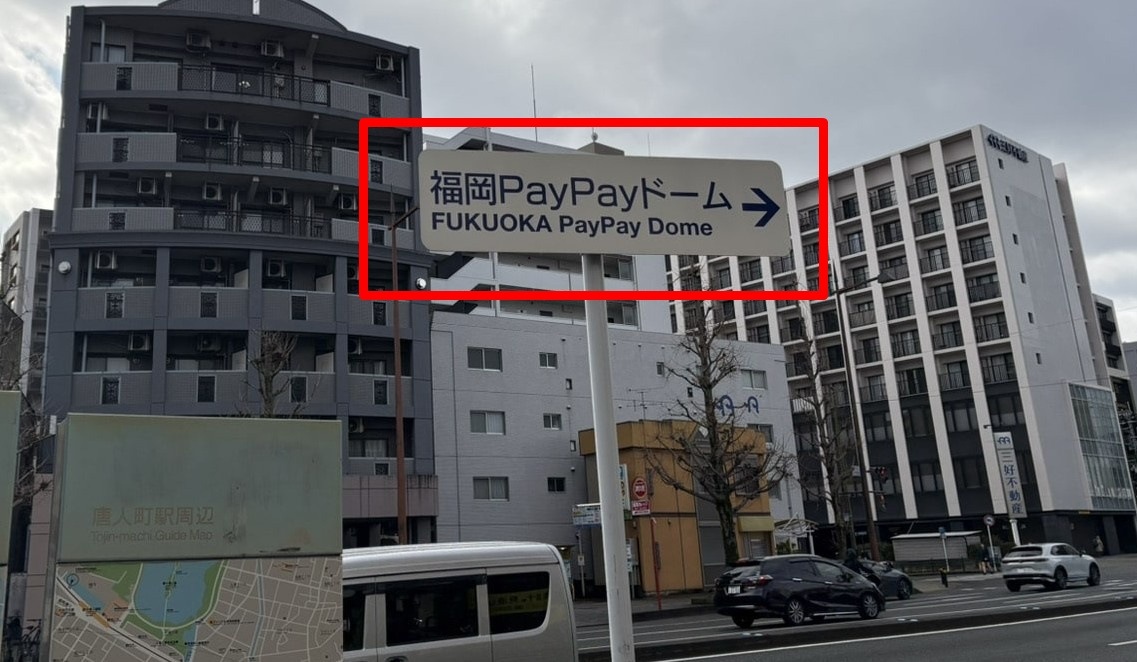 福岡PayPayドーム →
FUKUOKA PayPay Dome
唐人町駅周辺
Tojin-machi Guide Map
三好不動産